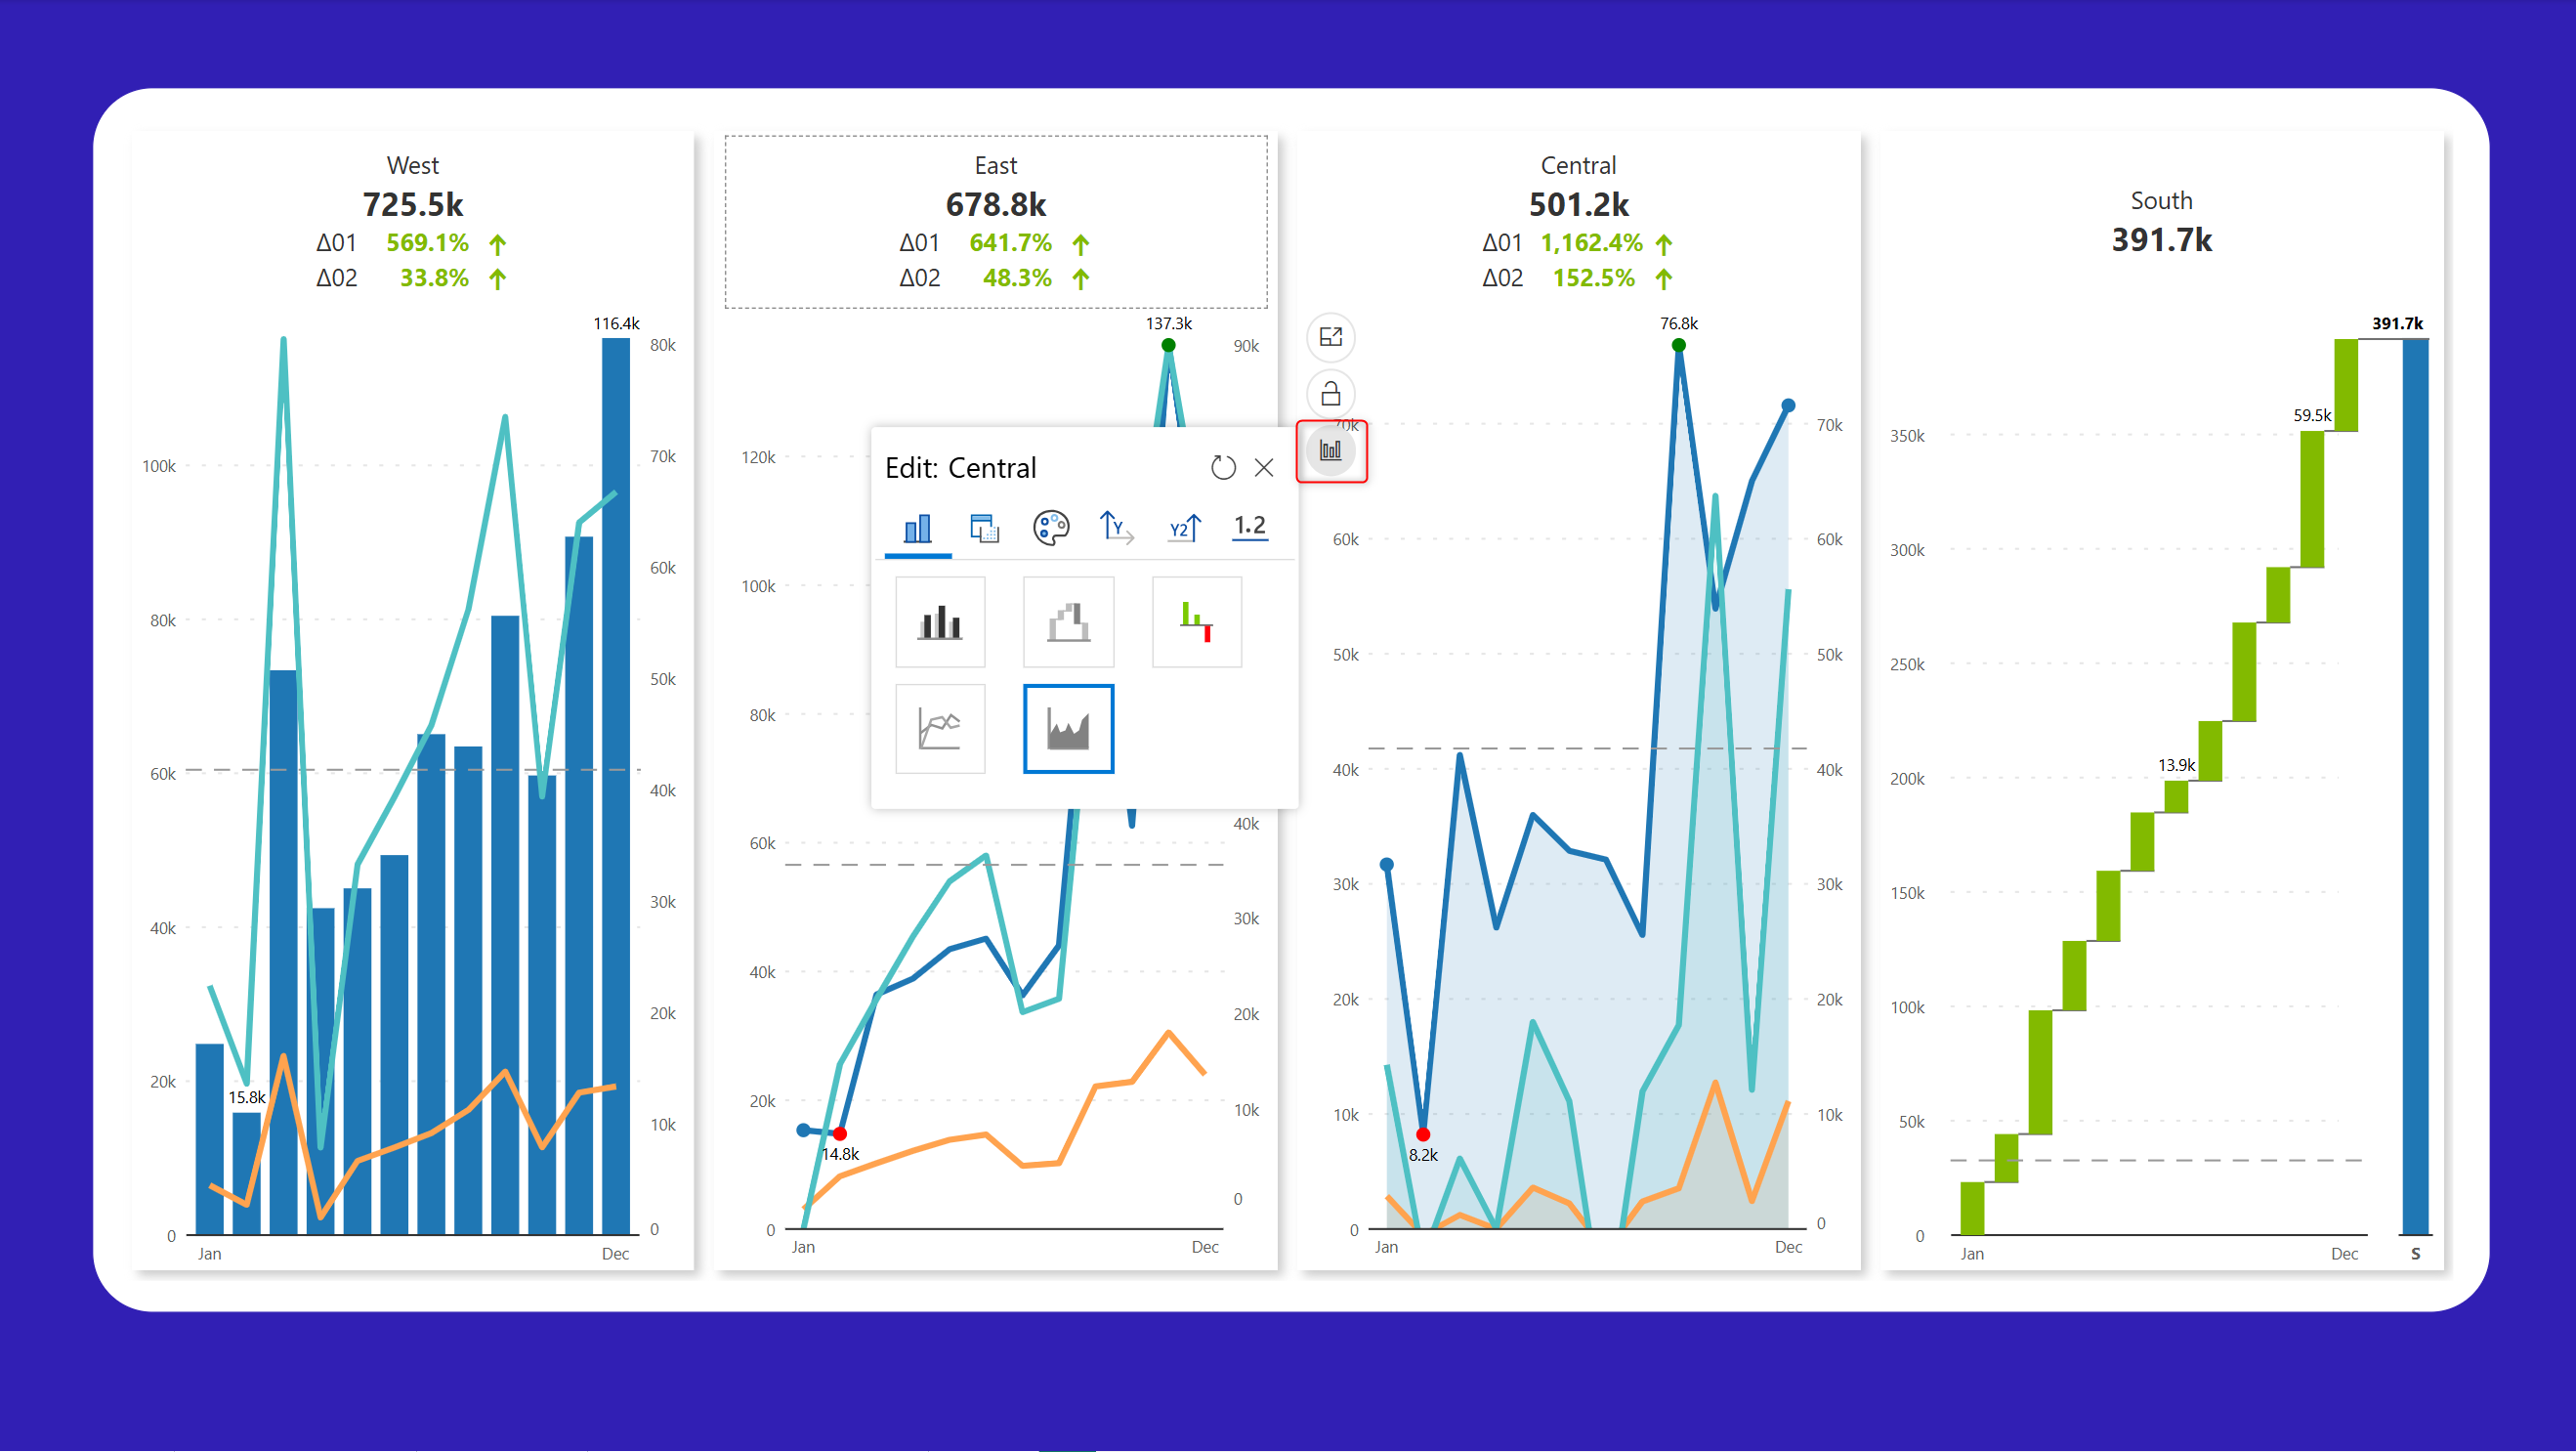 West
725.5k
Δ01 569.1%
Δ02 33.8%
116.4k
80k
100k
70k
80k
60k
50k
60k
40k
40k
30k
20k
20k
15.8k
10k
0
0
Jan
Dec
East
678.8k
Δ01 641.7%
Δ02 48.3%
137.3k
90k
120k
100k
80k
60k
40k
40k
30k
20k
20k
10k
14.8k
0
0
Jan
Dec
Edit: Central
Y
Y2
1.2
Central
501.2k
Δ01 1,162.4%
Δ02 152.5%
76.8k
70k
70k
60k
60k
50k
50k
40k
40k
30k
30k
20k
20k
10k
10k
8.2k
0
0
Jan
Dec
South
391.7k
391.7k
59.5k
350k
300k
250k
13.9k
200k
150k
100k
50k
0
Jan
Dec
S